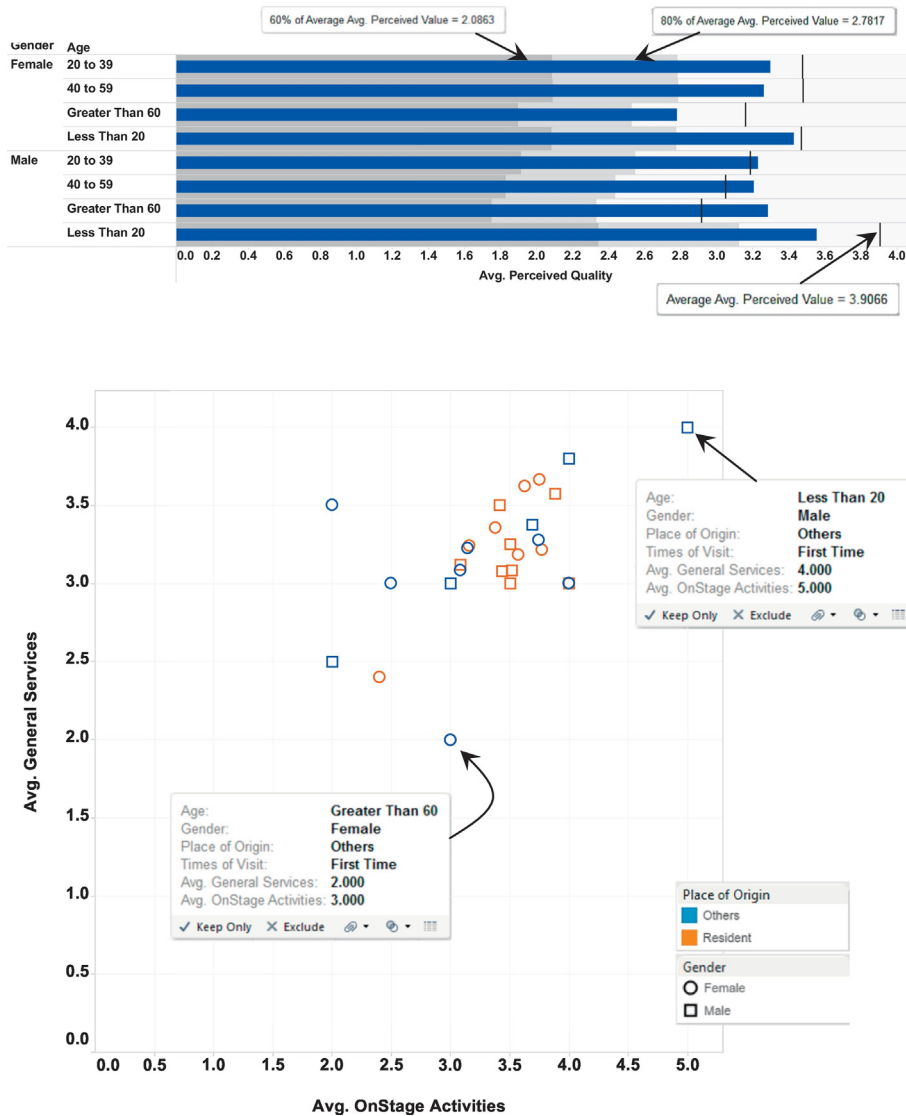 60% of Average Avg. Perceived Value = 2.0863
80% of Average Avg. Perceived Value = 2.7817
Gender Age
Female 20 to 39
40 to 59
Greater Than 60
Less Than 20
Male 20 to 39
40 to 59
Greater Than 60
Less Than 20
0.0 0.2 0.4 0.6 0.8 1.0 1.2 1.4 1.6 1.8 2.0 2.2 2.4 2.6 2.8 3.0 3.2 3.4 3.6 3.8 4.0
Avg. Perceived Quality
Average Avg. Perceived Value = 3.9066
4.0
3.5
3.0
2.5
2.0
1.5
1.0
0.5
0.0
Avg. General Services
0.0 0.5 1.0 1.5 2.0 2.5 3.0 3.5 4.0 4.5 5.0
Avg. OnStage Activities
Age: Less Than 20
Gender: Male
Place of Origin: Others
Times of Visit: First Time
Avg. General Services: 4.000
Avg. OnStage Activities: 5.000
Keep Only Exclude
Age: Greater Than 60
Gender: Female
Place of Origin: Others
Times of Visit: First Time
Avg. General Services: 2.000
Avg. OnStage Activities: 3.000
Keep Only Exclude
Place of Origin
Others
Resident
Gender
Female
Male